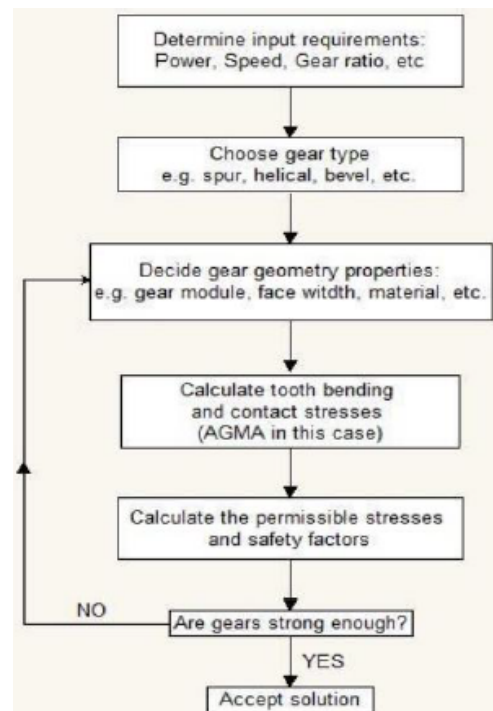 Determine input requirements:
Power, Speed, Gear ratio, etc
Choose gear type
e.g. spur, helical, bevel, etc.
Decide gear geometry properties:
e.g. gear module, face witdth, material, etc.
Calculate tooth bending
and contact stresses
(AGMA in this case)
Calculate the permissible stresses
and safety factors
NO
Are gears strong enough?
YES
Accept solution